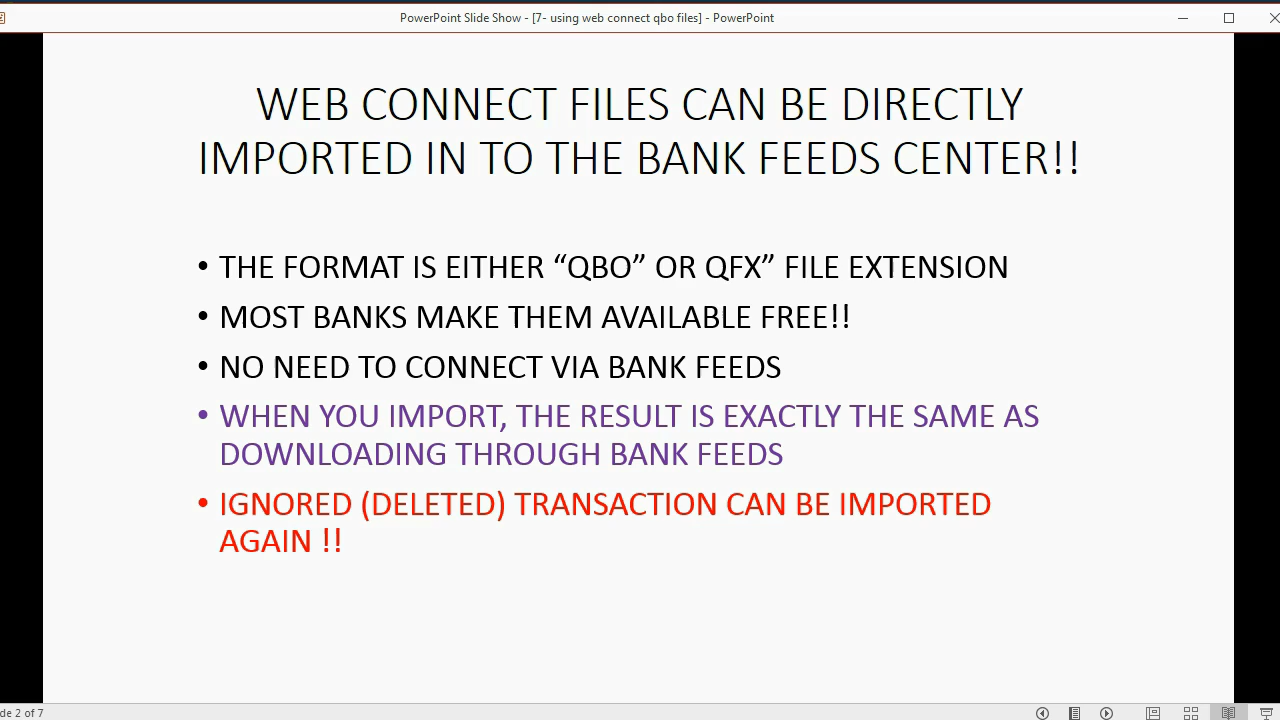 PowerPoint Slide Show - [7- using web connect qbo files] - PowerPoint
WEB CONNECT FILES CAN BE DIRECTLY
IMPORTED IN TO THE BANK FEEDS CENTER!!
• THE FORMAT IS EITHER “QBO” OR QFX” FILE EXTENSION
• MOST BANKS MAKE THEM AVAILABLE FREE!!
• NO NEED TO CONNECT VIA BANK FEEDS
• WHEN YOU IMPORT, THE RESULT IS EXACTLY THE SAME AS
DOWNLOADING THROUGH BANK FEEDS
• IGNORED (DELETED) TRANSACTION CAN BE IMPORTED
AGAIN !!
de 2 of 7